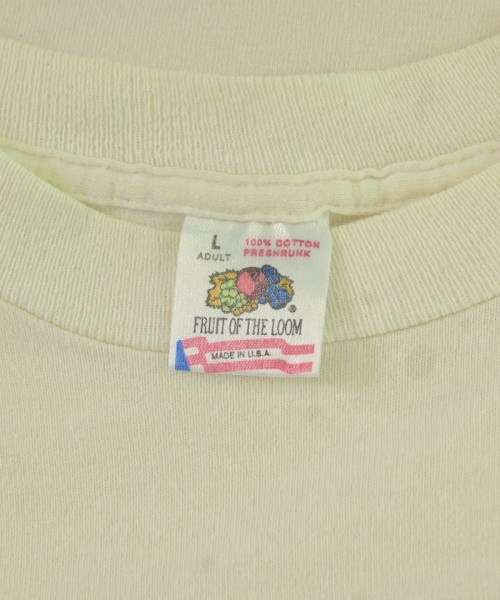 L
ADULT
100% COTTON
PRESHRUNK
®
FRUIT OF THE LOOM
MADE IN U.S.A.